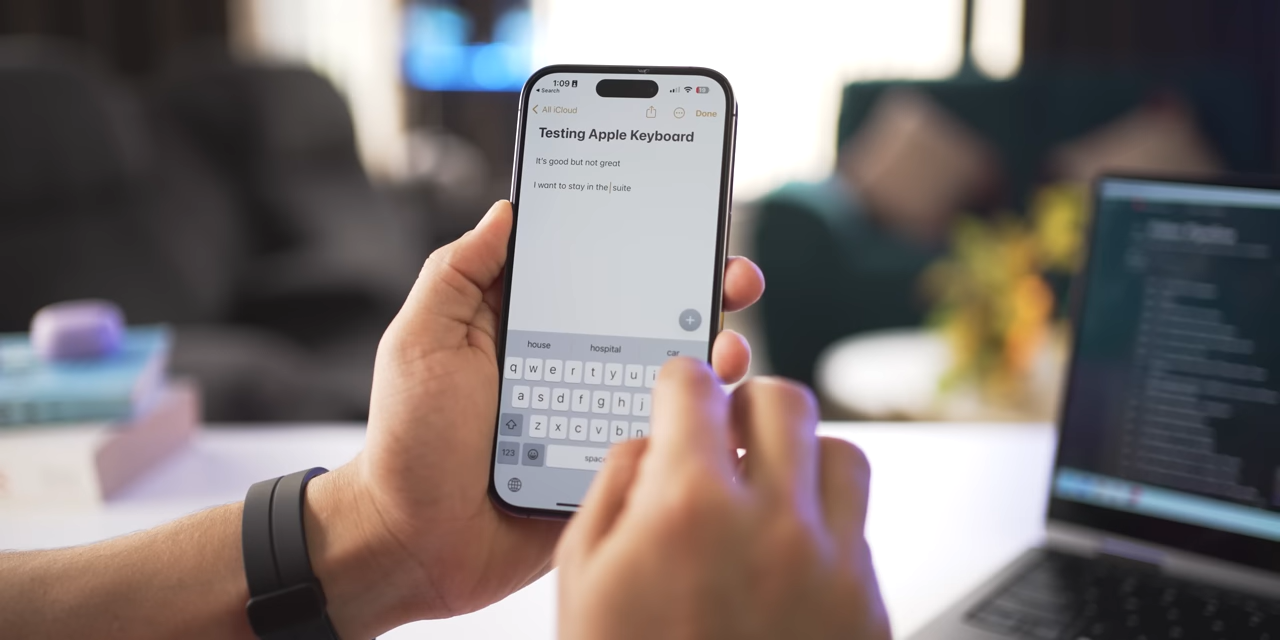 1:09
Search
All iCloud
Done
Testing Apple Keyboard
It's good but not great
I want to stay in the suite
house hospital car
q w e r t y u i
a s d f g h j
z x c v b n
123 space